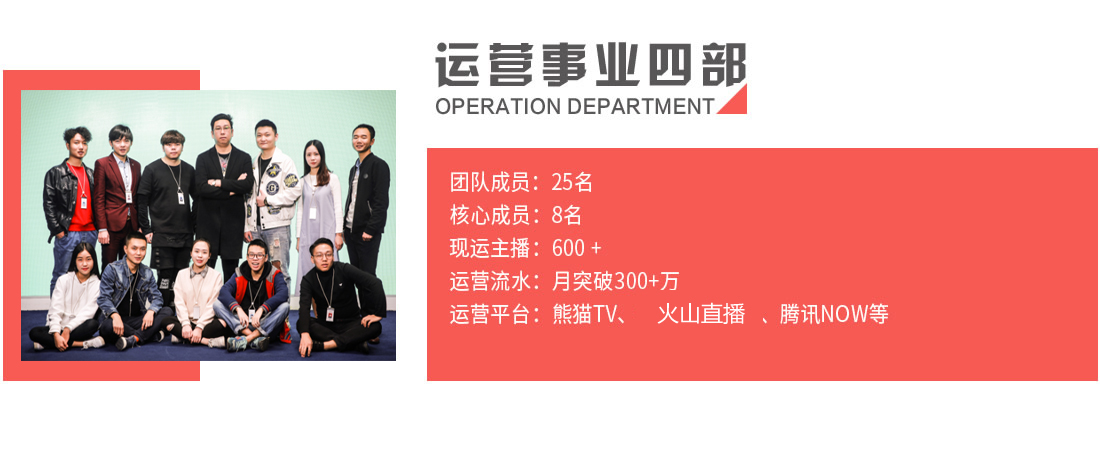 运营事业四部
OPERATION DEPARTMENT
团队成员：25名
核心成员：8名
现运主播：600 +
运营流水：月突破300+万
运营平台：熊猫TV、 火山直播 、腾讯NOW等